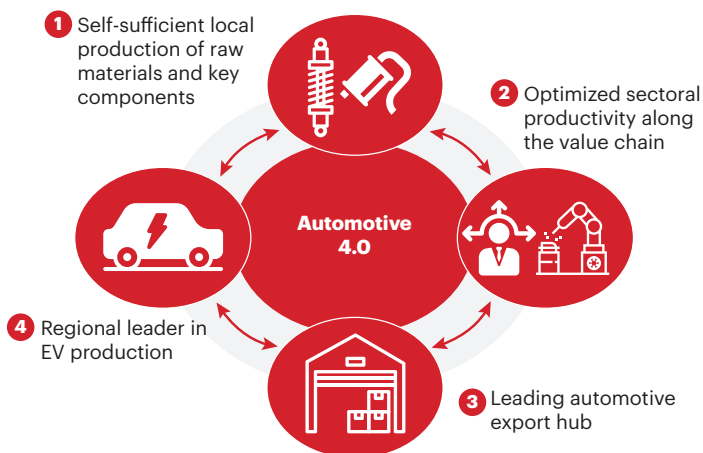 1 Self-sufficient local
production of raw
materials and key
components
2 Optimized sectoral
productivity along
the value chain
Automotive
4.0
4 Regional leader in
EV production
3 Leading automotive
export hub